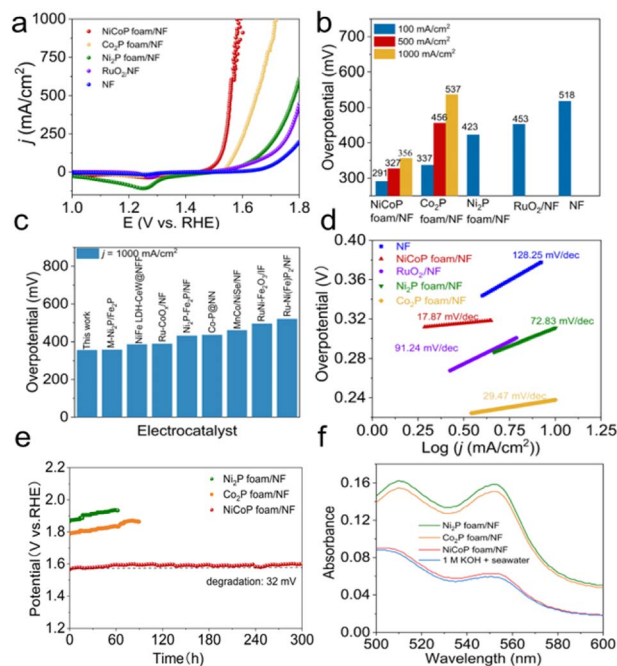 a
NiCoP foam/NF
Co₂P foam/NF
Ni₂P foam/NF
RuO₂/NF
NF
1000
800
600
400
200
0
j (mA/cm²)
1.0 1.2 1.4 1.6 1.8
E (V vs. RHE)
b
100 mA/cm²
500 mA/cm²
1000 mA/cm²
700
600
500
400
300
Overpotential (mV)
291 327 356
337 456 537
423
453
518
NiCoP foam/NF
Co₂P foam/NF
Ni₂P foam/NF
RuO₂/NF
NF
c
j = 1000 mA/cm²
800
600
400
200
0
Overpotential (mV)
This work
M-Ni₂P/Fe₂P
NiFe LDH-CeW@NFF
Ru-CoOₓ/NF
Ni₂P-Fe₂P/NF
Co-P@NN
MnCo/NiSe/NF
RuNi-Fe₂O₃/IF
Ru-Ni(Fe)P₂/NF
Electrocatalyst
d
NF
NiCoP foam/NF
RuO₂/NF
Ni₂P foam/NF
Co₂P foam/NF
128.25 mV/dec
17.87 mV/dec
72.83 mV/dec
91.24 mV/dec
29.47 mV/dec
0.40
0.36
0.32
0.28
0.24
Overpotential (V)
0.00 0.25 0.50 0.75 1.00 1.25
Log (j (mA/cm²))
e
Ni₂P foam/NF
Co₂P foam/NF
NiCoP foam/NF
2.4
2.2
2.0
1.8
1.6
1.4
1.2
Potential (V vs.RHE)
degradation: 32 mV
0 60 120 180 240 300
Time(h)
f
0.16
0.12
0.08
0.04
0.00
Absorbance
Ni₂P foam/NF
Co₂P foam/NF
NiCoP foam/NF
1 M KOH + seawater
500 520 540 560 580 600
Wavelength (nm)